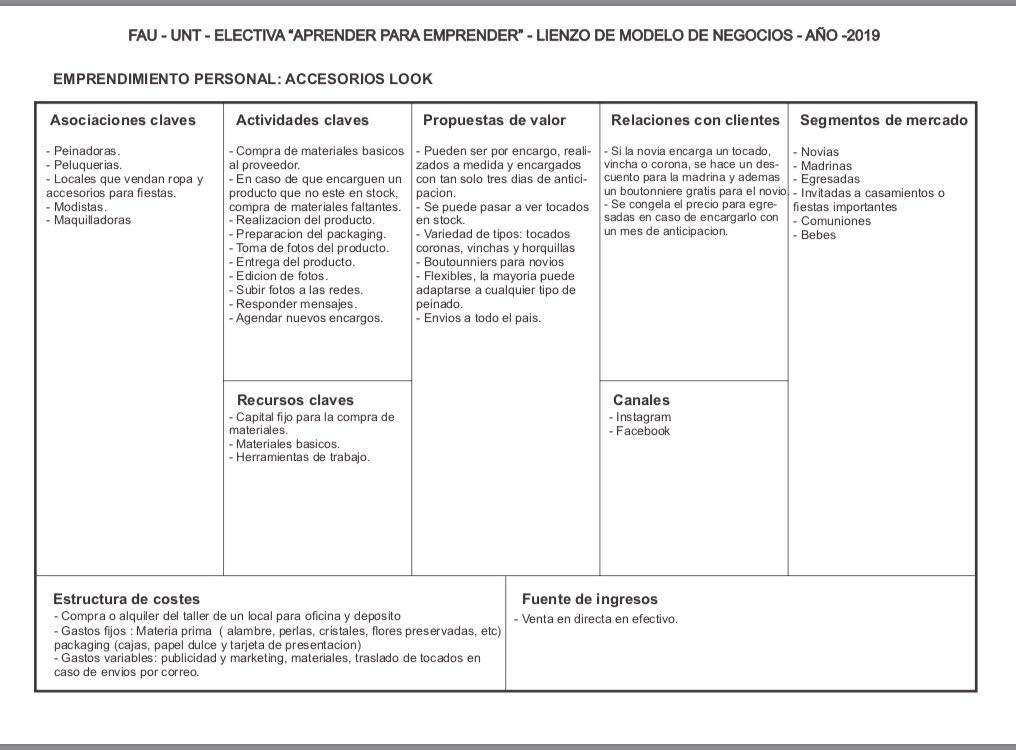 FAU - UNT - ELECTIVA “APRENDER PARA EMPRENDER” - LIENZO DE MODELO DE NEGOCIOS - AÑO -2019
EMPRENDIMIENTO PERSONAL: ACCESORIOS LOOK
Asociaciones claves
- Peinadoras.
- Peluquerias.
- Locales que vendan ropa y
accesorios para fiestas.
- Modistas.
- Maquilladoras
Actividades claves
- Compra de materiales basicos
al proveedor.
- En caso de que encarguen un
producto que no este en stock,
compra de materiales faltantes.
- Realizacion del producto.
- Preparacion del packaging.
- Toma de fotos del producto.
- Entrega del producto.
- Edicion de fotos.
- Subir fotos a las redes.
- Responder mensajes.
- Agendar nuevos encargos.
Recursos claves
- Capital fijo para la compra de
materiales.
- Materiales basicos.
- Herramientas de trabajo.
Propuestas de valor
- Pueden ser por encargo, reali-
zados a medida y encargados
con tan solo tres dias de antici-
pacion.
- Se puede pasar a ver tocados
en stock.
- Variedad de tipos: tocados
coronas, vinchas y horquillas
- Boutounniers para novios
- Flexibles, la mayoria puede
adaptarse a cualquier tipo de
peinado.
- Envios a todo el pais.
Relaciones con clientes
- Si la novia encarga un tocado,
vincha o corona, se hace un des-
cuento para la madrina y ademas
un boutonniere gratis para el novio.
- Se congela el precio para egre-
sadas en caso de encargarlo con
un mes de anticipacion.
Canales
- Instagram
- Facebook
Segmentos de mercado
- Novias
- Madrinas
- Egresadas
- Invitadas a casamientos o
fiestas importantes
- Comuniones
- Bebes
Estructura de costes
- Compra o alquiler del taller de un local para oficina y deposito
- Gastos fijos : Materia prima ( alambre, perlas, cristales, flores preservadas, etc)
packaging (cajas, papel dulce y tarjeta de presentacion)
- Gastos variables: publicidad y marketing, materiales, traslado de tocados en
caso de envios por correo.
Fuente de ingresos
- Venta en directa en efectivo.